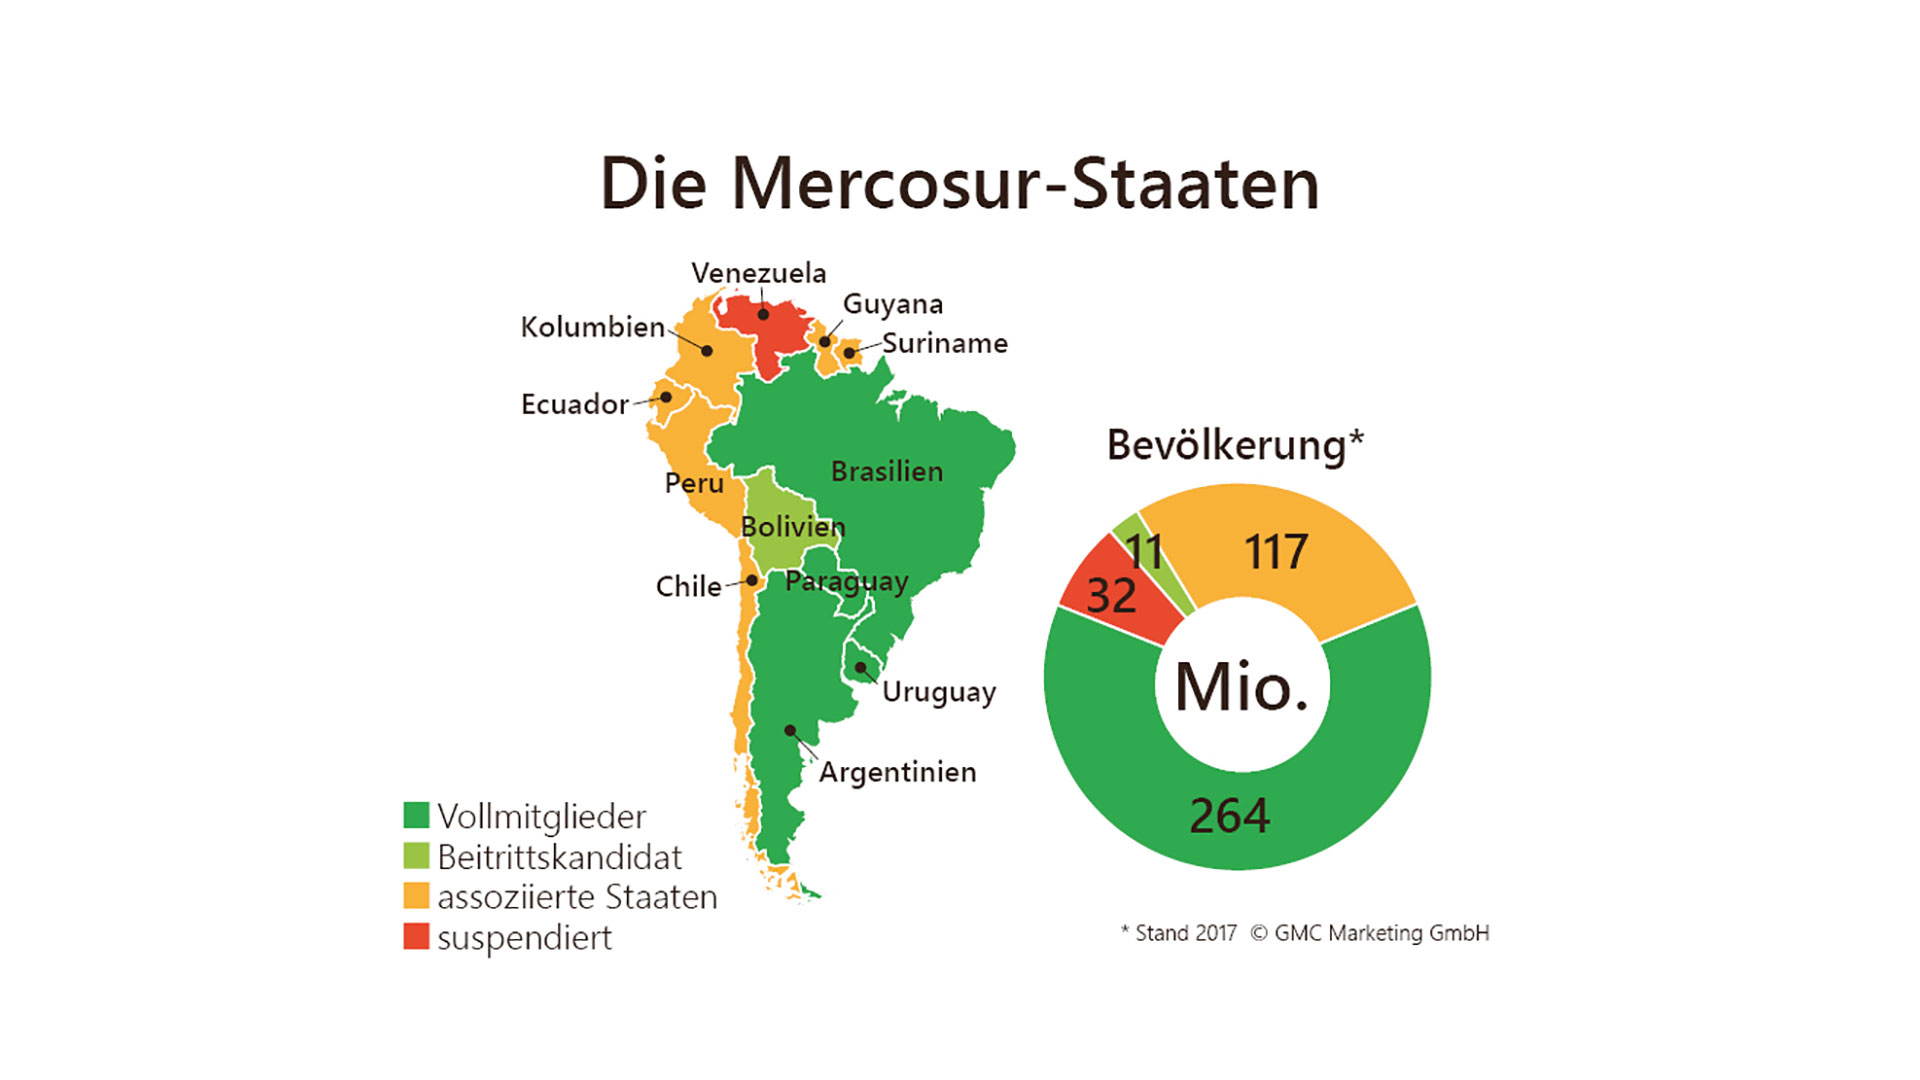 Die Mercosur-Staaten
Venezuela
Guyana
Kolumbien
Suriname
Ecuador
Brasilien
Peru
Bolivien
Chile
Paraguay
Uruguay
Argentinien
Vollmitglieder
Beitrittskandidat
assoziierte Staaten
suspendiert
Bevölkerung*
117
11
32
Mio.
264
* Stand 2017 © GMC Marketing GmbH